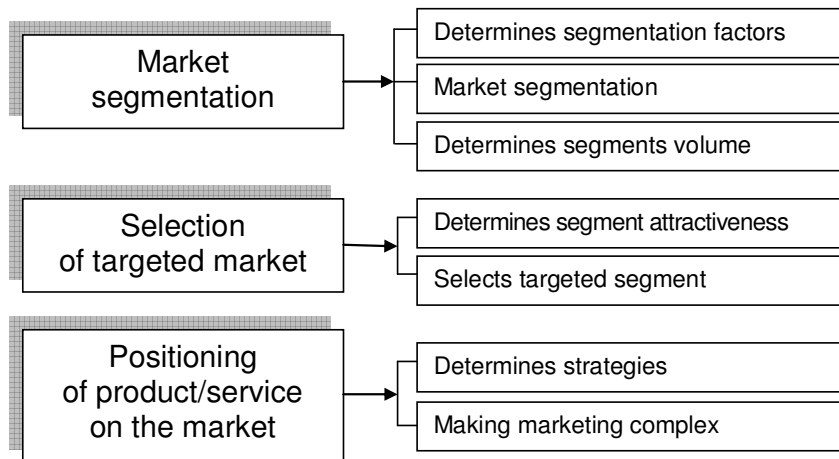 Market
segmentation
Determines segmentation factors
Market segmentation
Determines segments volume
Selection
of targeted market
Determines segment attractiveness
Selects targeted segment
Positioning
of product/service
on the market
Determines strategies
Making marketing complex